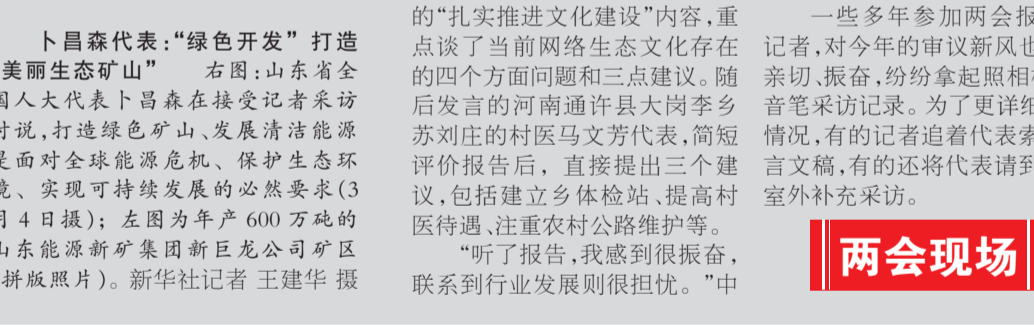 卜昌森代表：“绿色开发” 打造
美丽生态矿山” 右图：山东省全
国人大代表卜昌森在接受记者采访
时说，打造绿色矿山、发展清洁能源
是面对全球能源危机、保护生态环
境、实现可持续发展的必然要求（3
月 4 日摄）；左图为年产 600 万吨的
山东能源新矿集团新巨龙公司矿区
拼版照片）。新华社记者 王建华 摄
的“扎实推进文化建设”内容，重
点谈了当前网络生态文化存在
的四个方面问题和三点建议。随
后发言的河南通许县大岗李乡
苏刘庄的村医马文芳代表，简短
评价报告后，直接提出三个建
议，包括建立乡体检站、提高村
医待遇、注重农村公路维护等。
“听了报告，我感到很振奋，
联系到行业发展则很担忧。”中
一些多年参加两会报
记者，对今年的审议新风也
亲切、振奋，纷纷拿起照相
音笔采访记录。为了更详细
情况，有的记者追着代表索
言文稿，有的还将代表请到
室外补充采访。
两会现场